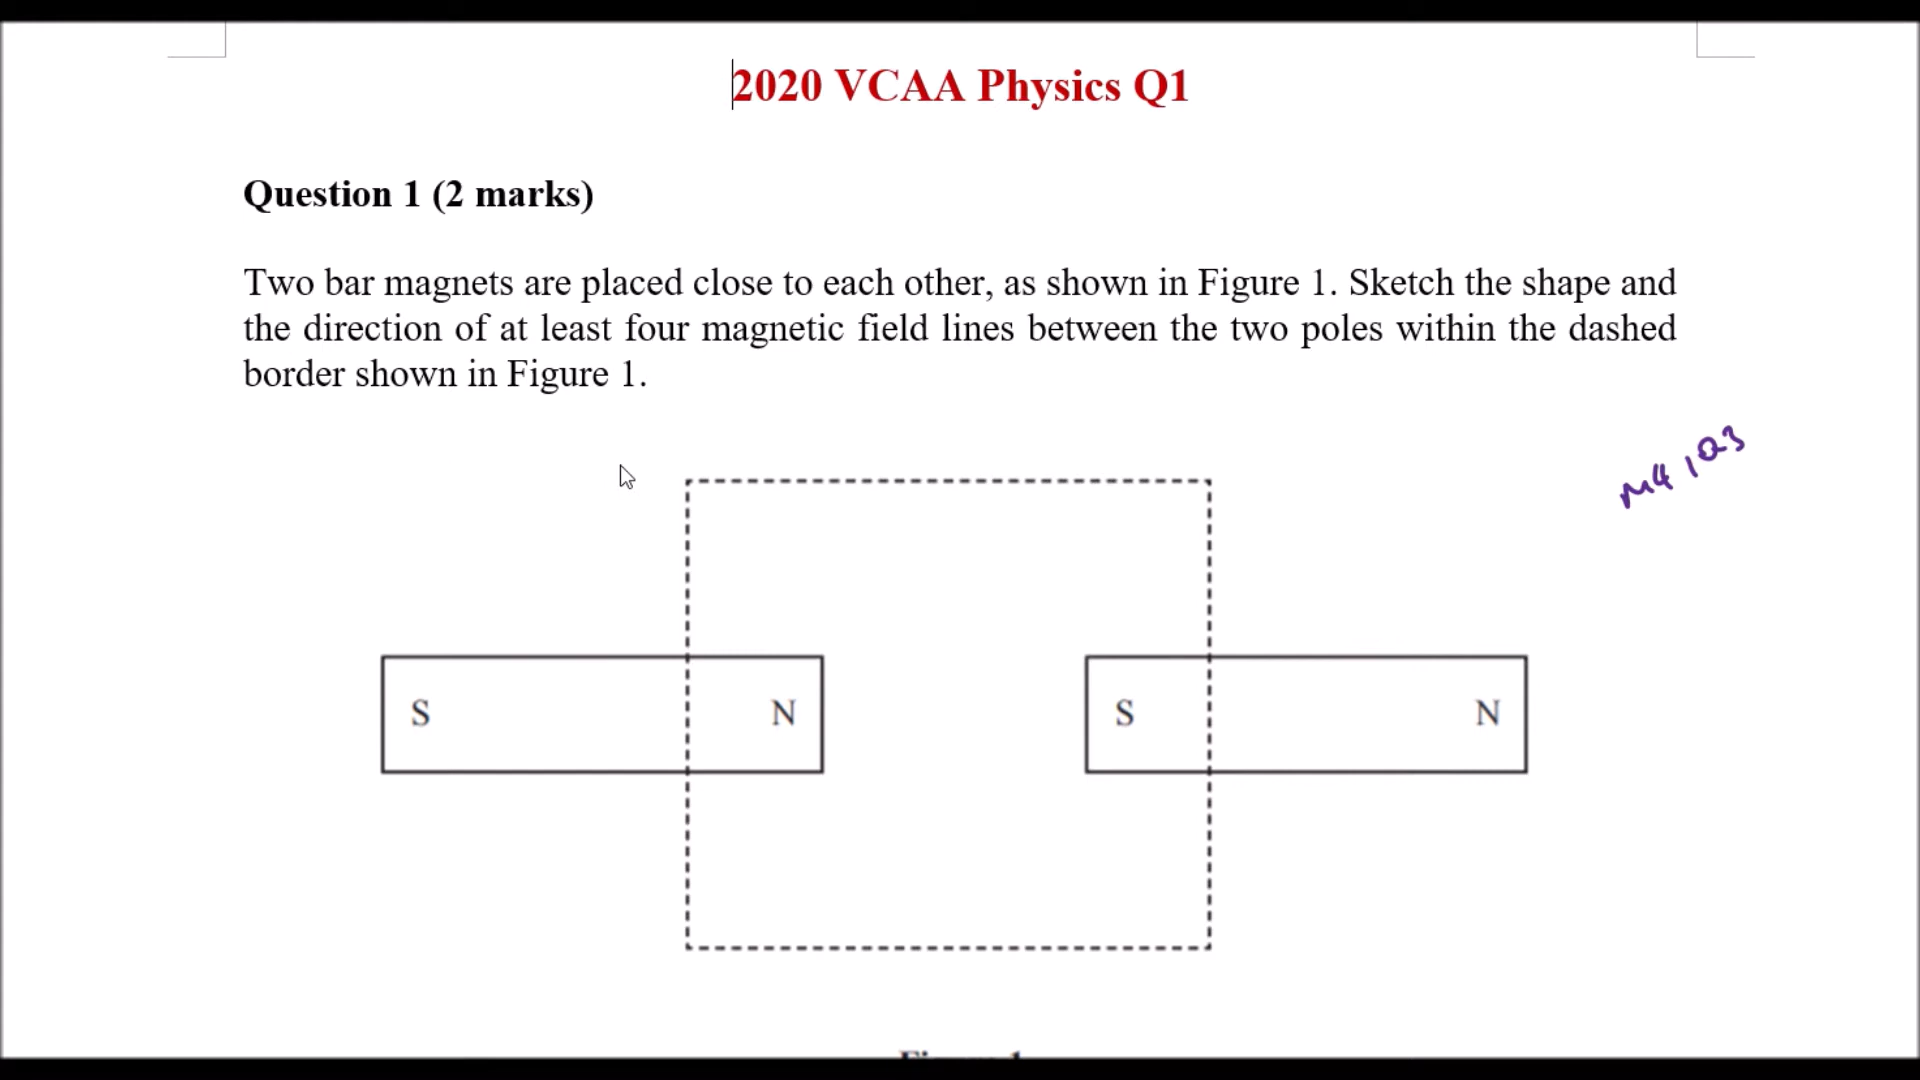 2020 VCAA Physics Q1
Question 1 (2 marks)
Two bar magnets are placed close to each other, as shown in Figure 1. Sketch the shape and
the direction of at least four magnetic field lines between the two poles within the dashed
border shown in Figure 1.
S N S N